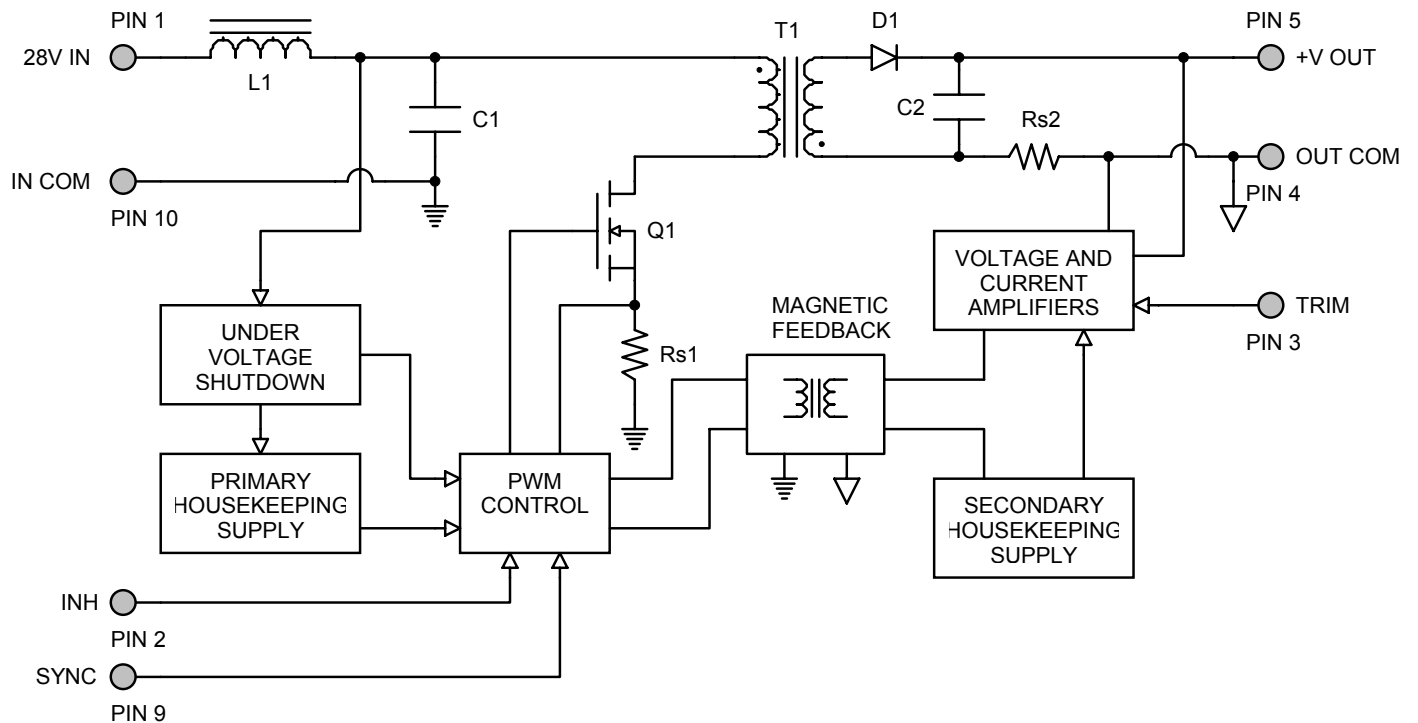 PIN 1
28V IN
L1
C1
IN COM
PIN 10
T1
D1
PIN 5
+V OUT
C2
Rs2
OUT COM
PIN 4
Q1
VOLTAGE AND
CURRENT
AMPLIFIERS
TRIM
PIN 3
MAGNETIC
FEEDBACK
UNDER
VOLTAGE
SHUTDOWN
Rs1
PRIMARY
HOUSEKEEPING
SUPPLY
PWM
CONTROL
SECONDARY
HOUSEKEEPING
SUPPLY
INH
PIN 2
SYNC
PIN 9